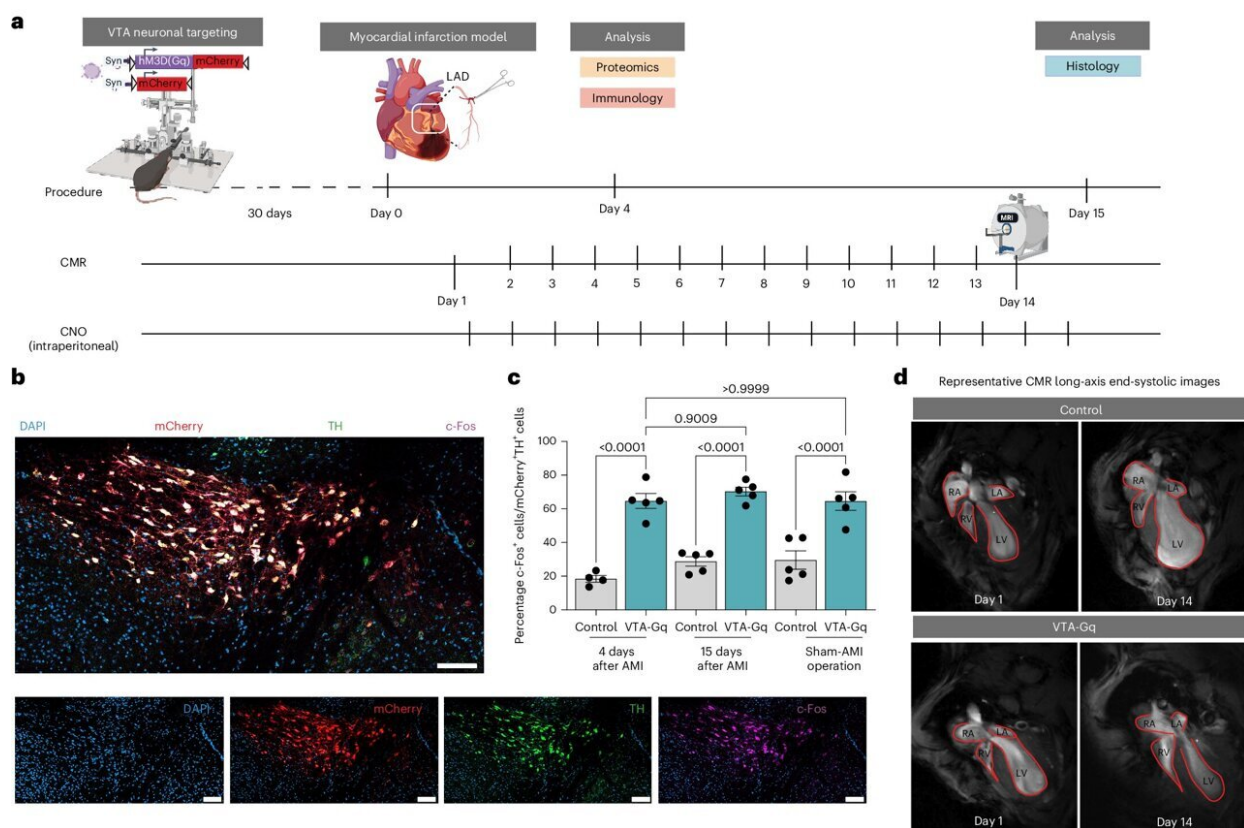 a
VTA neuronal targeting
Syn hM3D(Gq) mCherry
Syn mCherry
Myocardial infarction model
LAD
Analysis
Proteomics
Immunology
Analysis
Histology
Procedure
30 days
Day 0
Day 4
MRI
Day 15
CMR
Day 1
2 3 4 5 6 7 8 9 10 11 12 13
Day 14
CNO
(intraperitoneal)
b
DAPI mCherry TH c-Fos
DAPI
mCherry
TH
c-Fos
c
Percentage c-Fos⁺ cells/mCherry⁺TH⁺ cells
>0.9999
0.9009
<0.0001 <0.0001 <0.0001
100
80
60
40
20
0
Control VTA-Gq Control VTA-Gq Control VTA-Gq
4 days
after AMI
15 days
after AMI
Sham-AMI
operation
d
Representative CMR long-axis end-systolic images
Control
RA LA
RV
LV
Day 1
RA LA
RV
LV
Day 14
VTA-Gq
RA LA
RV
LV
Day 1
RA LA
RV
LV
Day 14